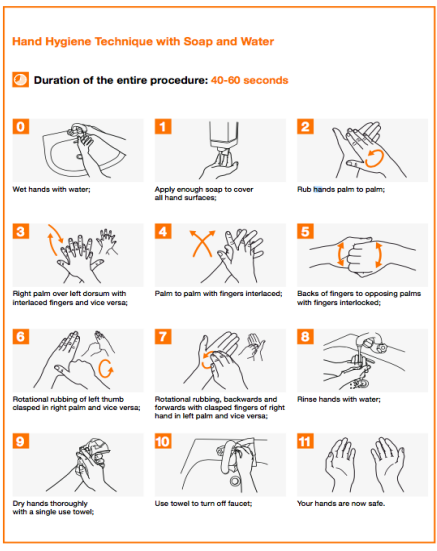 Hand Hygiene Technique with Soap and Water
Duration of the entire procedure: 40-60 seconds
0
Wet hands with water;
1
Apply enough soap to cover
all hand surfaces;
2
Rub hands palm to palm;
3
Right palm over left dorsum with
interlaced fingers and vice versa;
4
Palm to palm with fingers interlaced;
5
Backs of fingers to opposing palms
with fingers interlocked;
6
Rotational rubbing of left thumb
clasped in right palm and vice versa;
7
Rotational rubbing, backwards and
forwards with clasped fingers of right
hand in left palm and vice versa;
8
Rinse hands with water;
9
Dry hands thoroughly
with a single use towel;
10
Use towel to turn off faucet;
11
Your hands are now safe.